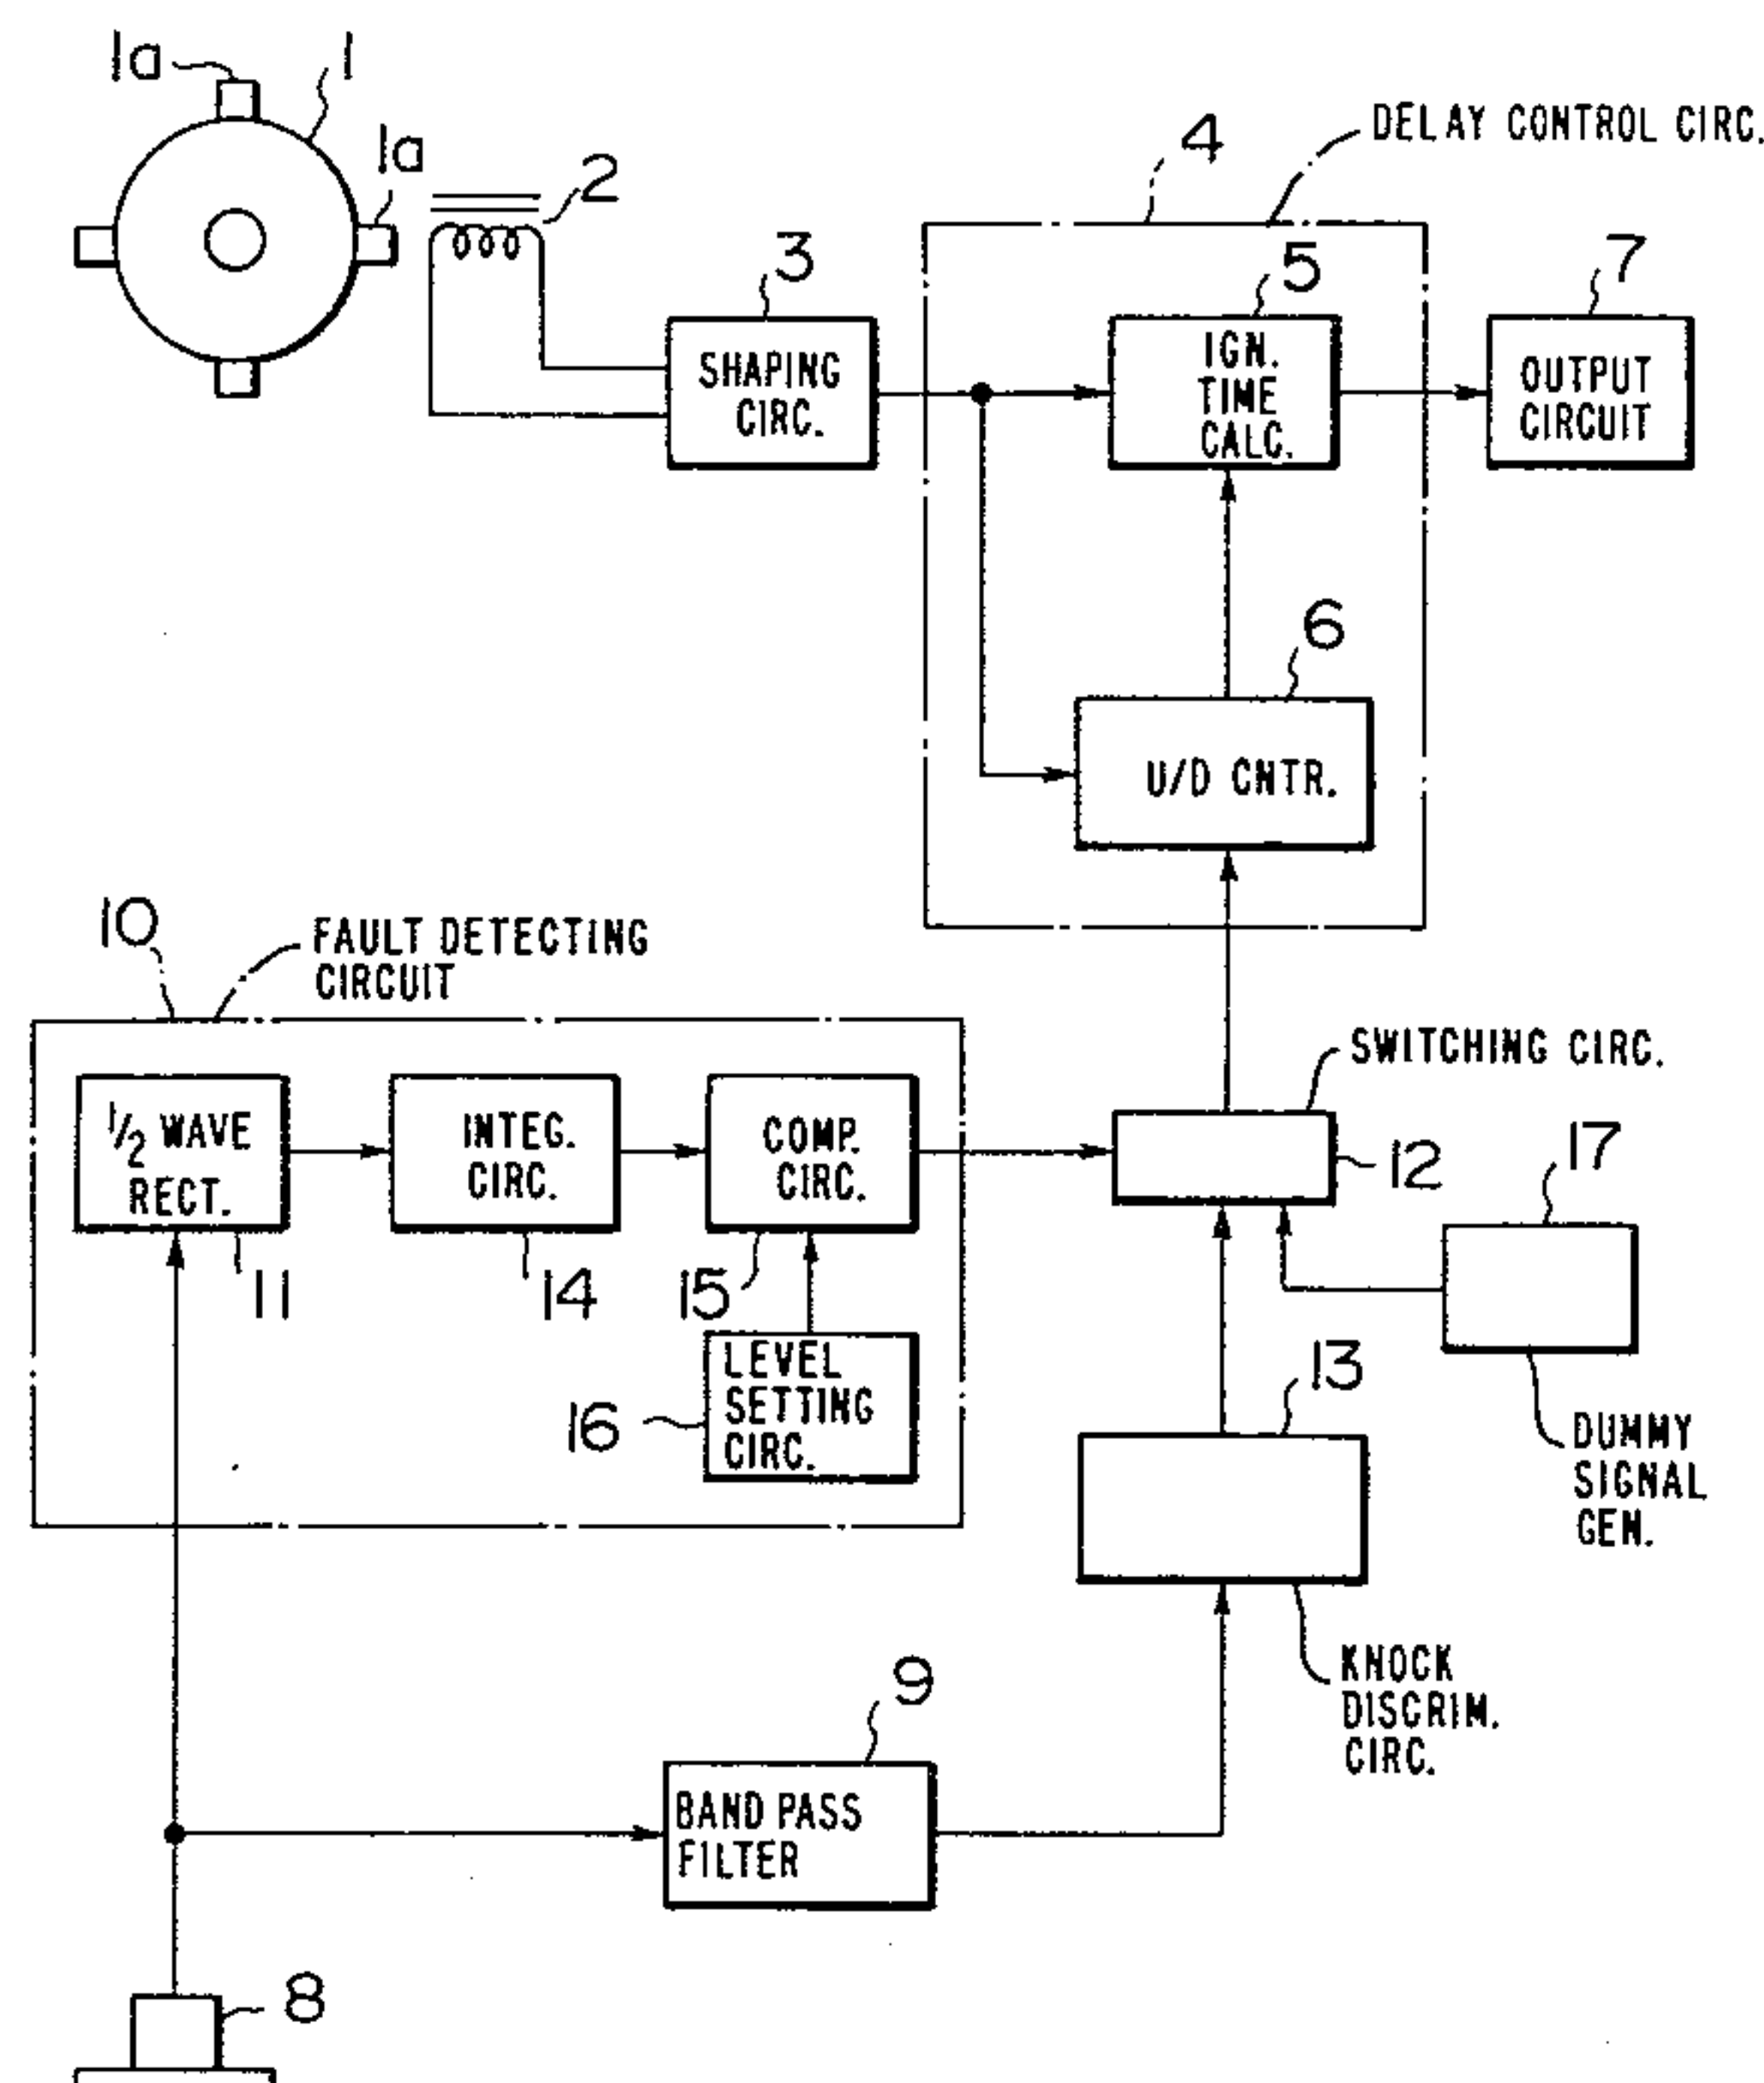 1a
1
1a
2
3
4
DELAY CONTROL CIRC.
5
7
SHAPING
CIRC.
IGN.
TIME
CALC.
OUTPUT
CIRCUIT
6
U/D CNTR.
10
FAULT DETECTING
CIRCUIT
SWITCHING CIRC.
1/2 WAVE
RECT.
INTEG.
CIRC.
COMP.
CIRC.
12
17
11
14
15
LEVEL
SETTING
CIRC.
16
13
DUMMY
SIGNAL
GEN.
KNOCK
DISCRIM.
CIRC.
9
BAND PASS
FILTER
8